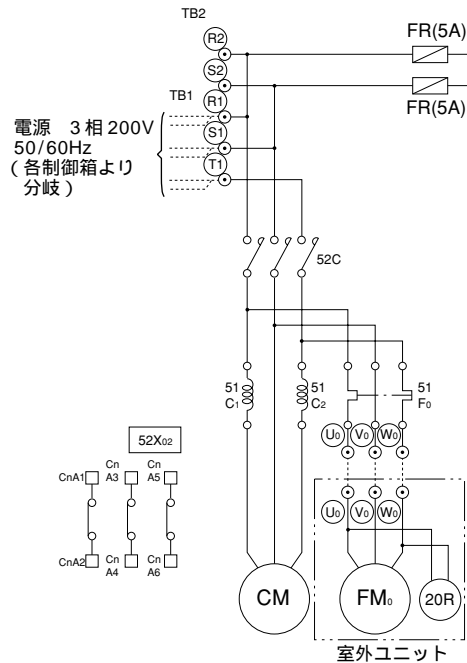 TB2
R2
FR(5A)
S2
TB1
R1
FR(5A)
電源 3相200V
50/60Hz
(各制御箱より
分岐)
S1
T1
52C
51
C1
51
C2
51
F0
U0 V0 W0
52X02
CnA1
Cn
A3
Cn
A5
CnA2
Cn
A4
Cn
A6
U0 V0 W0
CM
FM0
20R
室外ユニット